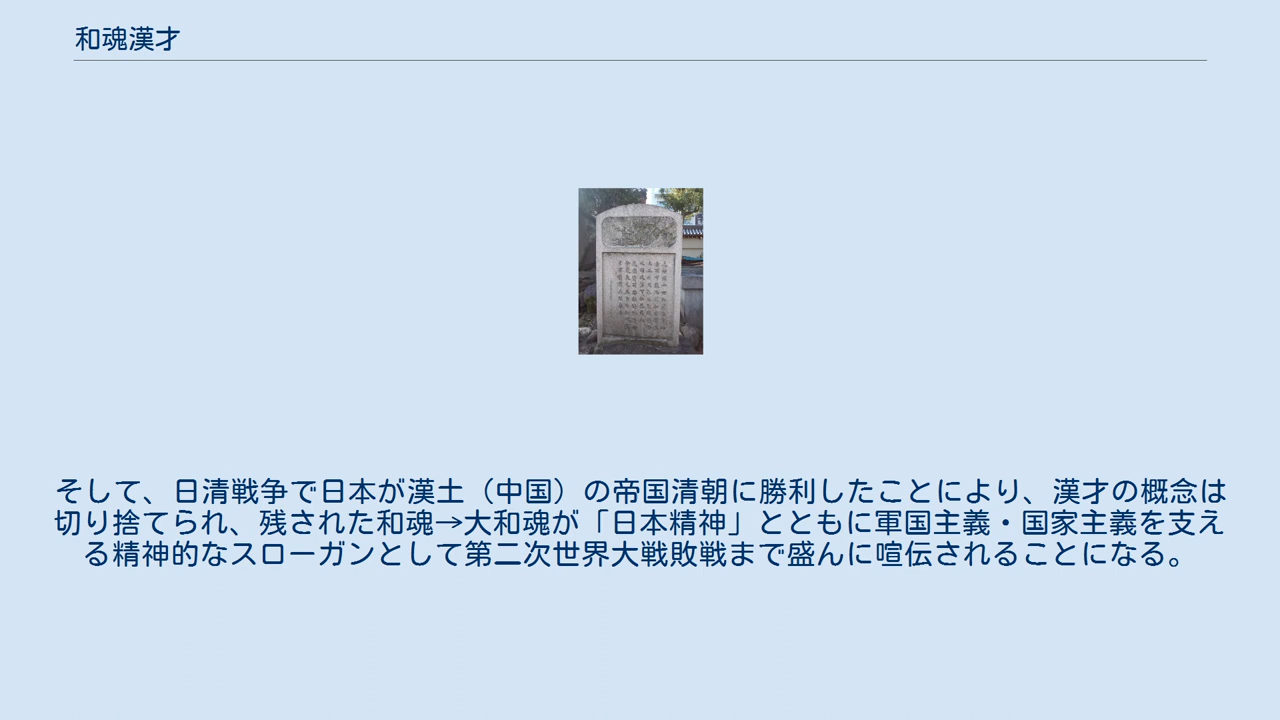 和魂漢才
そして、日清戦争で日本が漢土（中国）の帝国清朝に勝利したことにより、漢才の概念は
切り捨てられ、残された和魂→大和魂が「日本精神」とともに軍国主義・国家主義を支え
る精神的なスローガンとして第二次世界大戦敗戦まで盛んに喧伝されることになる。